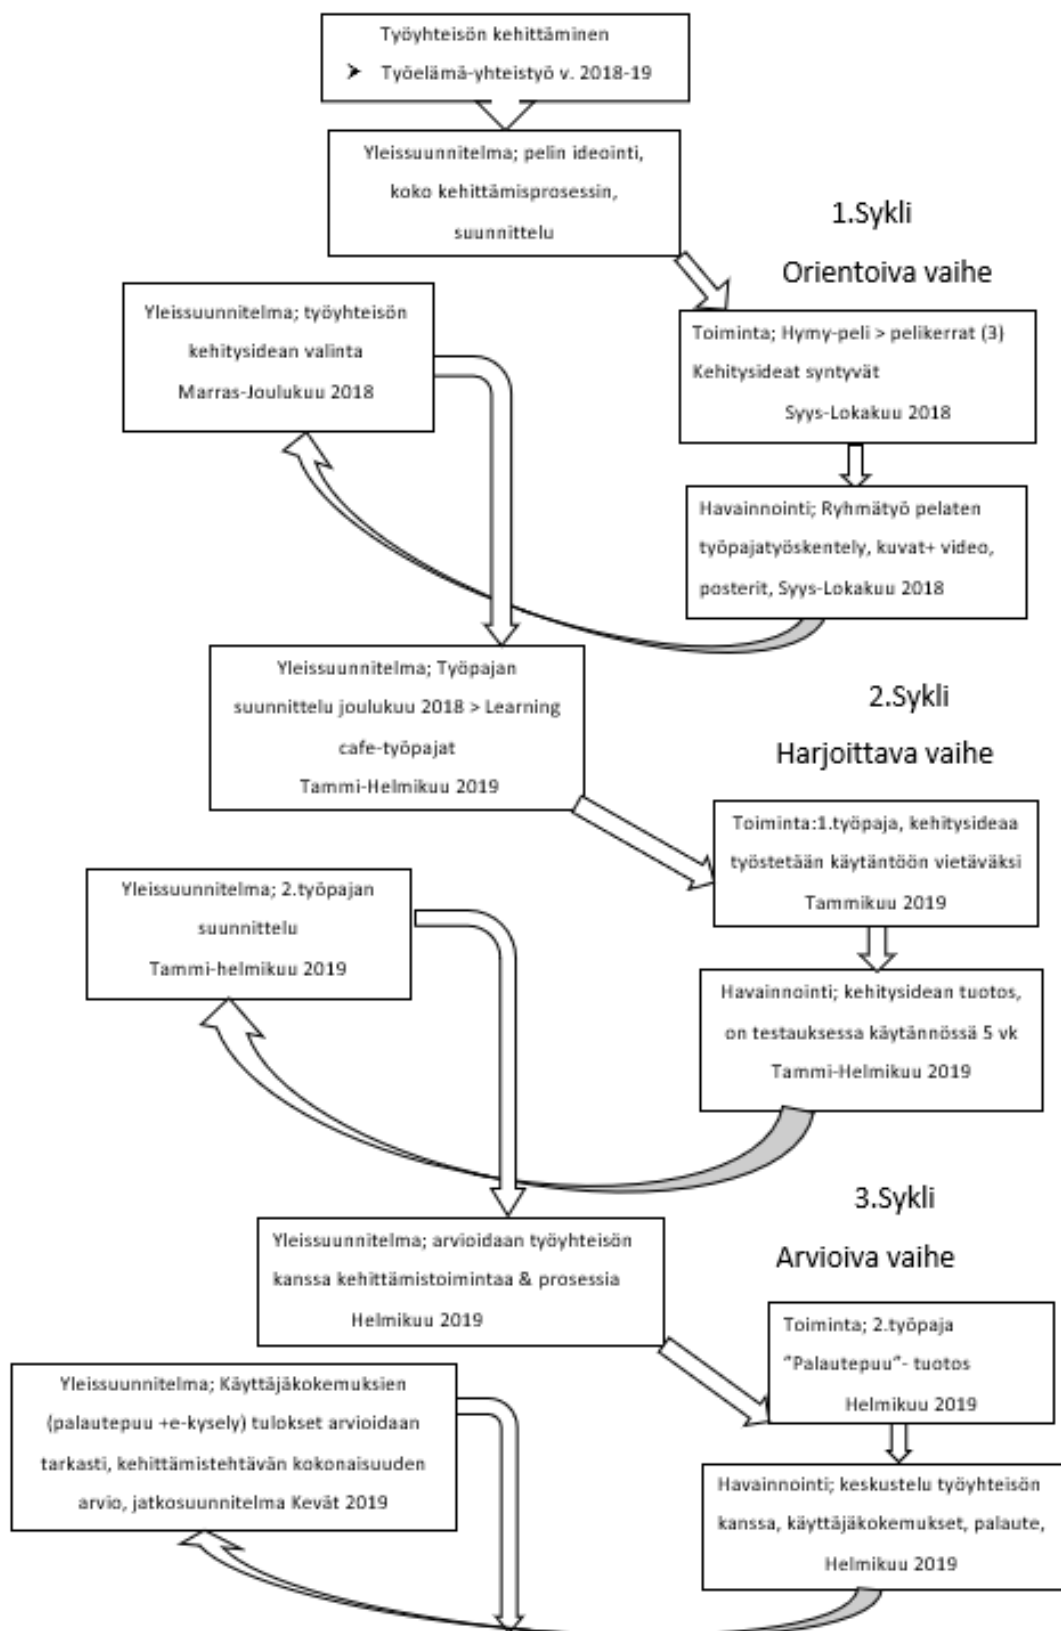 Työyhteisön kehittäminen
➤ Työelämä-yhteistyö v. 2018-19
Yleissuunnitelma; pelin ideointi,
koko kehittämisprosessin,
suunnittelu
1.Sykli
Orientoiva vaihe
Toiminta; Hymy-peli > pelikerrat (3)
Kehitysideat syntyvät
Syys-Lokakuu 2018
Havainnointi; Ryhmätyö pelaten
työpajatyöskentely, kuvat+ video,
posterit, Syys-Lokakuu 2018
Yleissuunnitelma; työyhteisön
kehitysidean valinta
Marras-Joulukuu 2018
Yleissuunnitelma; Työpajan
suunnittelu joulukuu 2018 > Learning
cafe-työpajat
Tammi-Helmikuu 2019
2.Sykli
Harjoittava vaihe
Toiminta:1.työpaja, kehitysideaa
työstetään käytäntöön vietäväksi
Tammikuu 2019
Havainnointi; kehitysidean tuotos,
on testauksessa käytännössä 5 vk
Tammi-Helmikuu 2019
Yleissuunnitelma; 2.työpajan
suunnittelu
Tammi-helmikuu 2019
Yleissuunnitelma; arvioidaan työyhteisön
kanssa kehittämistoimintaa & prosessia
Helmikuu 2019
3.Sykli
Arvioiva vaihe
Toiminta; 2.työpaja
"Palautepuu"- tuotos
Helmikuu 2019
Havainnointi; keskustelu työyhteisön
kanssa, käyttäjäkokemukset, palaute,
Helmikuu 2019
Yleissuunnitelma; Käyttäjäkokemuksien
(palautepuu +e-kysely) tulokset arvioidaan
tarkasti, kehittämistehtävän kokonaisuuden
arvio, jatkosuunnitelma Kevät 2019